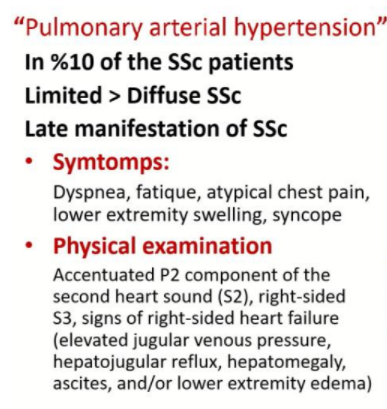 “Pulmonary arterial hypertension”
In %10 of the SSc patients
Limited > Diffuse SSc
Late manifestation of SSc
• Symtomps:
Dyspnea, fatique, atypical chest pain,
lower extremity swelling, syncope
• Physical examination
Accentuated P2 component of the
second heart sound (S2), right-sided
S3, signs of right-sided heart failure
(elevated jugular venous pressure,
hepatojugular reflux, hepatomegaly,
ascites, and/or lower extremity edema)